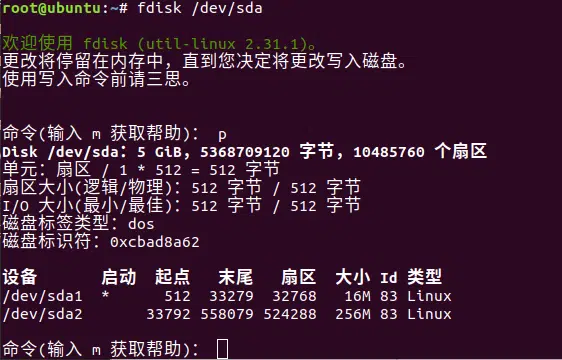 root@ubuntu:~# fdisk /dev/sda
欢迎使用 fdisk (util-linux 2.31.1)。
更改将停留在内存中，直到您决定将更改写入磁盘。
使用写入命令前请三思。
命令(输入 m 获取帮助)： p
Disk /dev/sda：5 GiB，5368709120 字节，10485760 个扇区
单元：扇区 / 1 * 512 = 512 字节
扇区大小(逻辑/物理)：512 字节 / 512 字节
I/O 大小(最小/最佳)：512 字节 / 512 字节
磁盘标签类型：dos
磁盘标识符：0xcbad8a62
设备 启动 起点 末尾 扇区 大小 Id 类型
/dev/sda1 * 512 33279 32768 16M 83 Linux
/dev/sda2 33792 558079 524288 256M 83 Linux
命令(输入 m 获取帮助)：